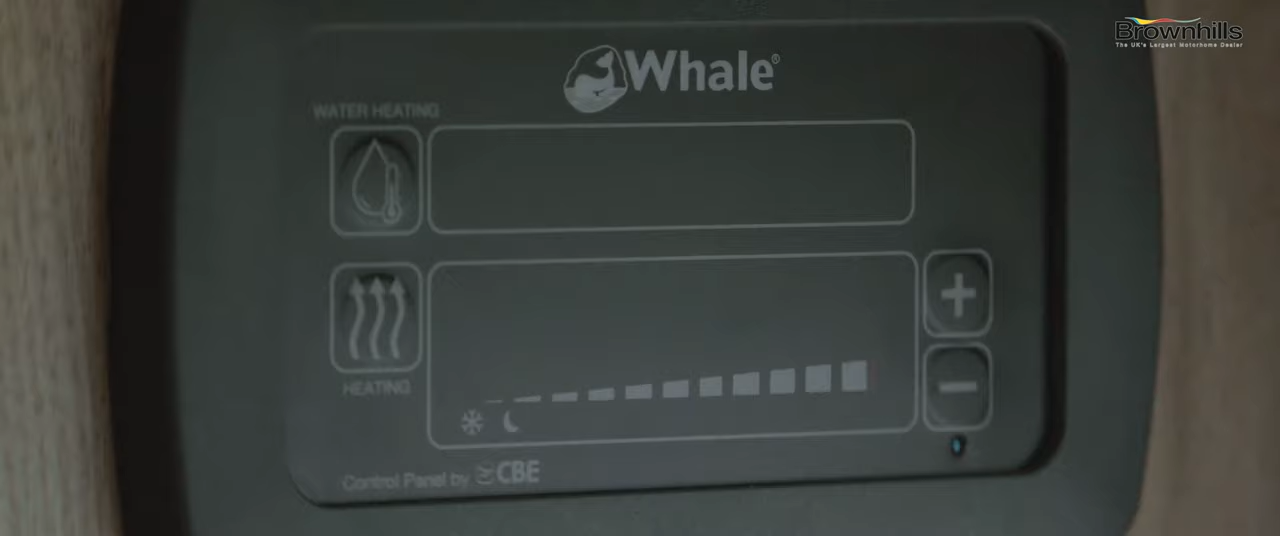 Brownhills
The UK's Largest Motorhome Dealer
Whale®
WATER HEATING
HEATING
Control Panel by CBE